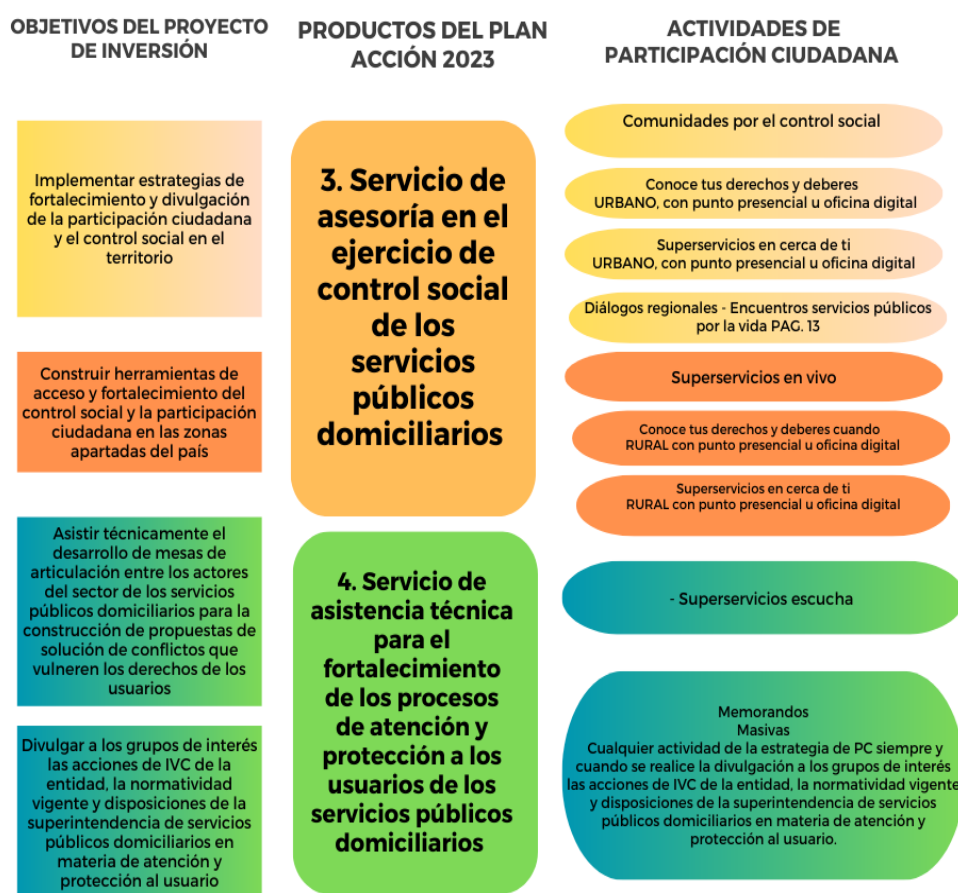 OBJETIVOS DEL PROYECTO
DE INVERSIÓN
PRODUCTOS DEL PLAN
ACCIÓN 2023
ACTIVIDADES DE
PARTICIPACIÓN CIUDADANA
Implementar estrategias de
fortalecimiento y divulgación
de la participación ciudadana
y el control social en el
territorio
Construir herramientas de
acceso y fortalecimiento del
control social y la participación
ciudadana en las zonas
apartadas del país
Asistir técnicamente el
desarrollo de mesas de
articulación entre los actores
del sector de los servicios
públicos domiciliarios para la
construcción de propuestas de
solución de conflictos que
vulneren los derechos de los
usuarios
Divulgar a los grupos de interés
las acciones de IVC de la
entidad, la normatividad
vigente y disposiciones de la
superintendencia de servicios
públicos domiciliarios en
materia de atención y
protección al usuario
3. Servicio de
asesoría en el
ejercicio de
control social
de los
servicios
públicos
domiciliarios
4. Servicio de
asistencia técnica
para el
fortalecimiento
de los procesos
de atención y
protección a los
usuarios de los
servicios públicos
domiciliarios
Comunidades por el control social
Conoce tus derechos y deberes
URBANO, con punto presencial u oficina digital
Superservicios en cerca de ti
URBANO, con punto presencial u oficina digital
Diálogos regionales - Encuentros servicios públicos
por la vida PAG. 13
Superservicios en vivo
Conoce tus derechos y deberes cuando
RURAL con punto presencial u oficina digital
Superservicios en cerca de ti
RURAL con punto presencial u oficina digital
- Superservicios escucha
Memorandos
Masivas
Cualquier actividad de la estrategia de PC siempre y
cuando se realice la divulgación a los grupos de interés
las acciones de IVC de la entidad, la normatividad vigente
y disposiciones de la superintendencia de servicios
públicos domiciliarios en materia de atención y
protección al usuario.